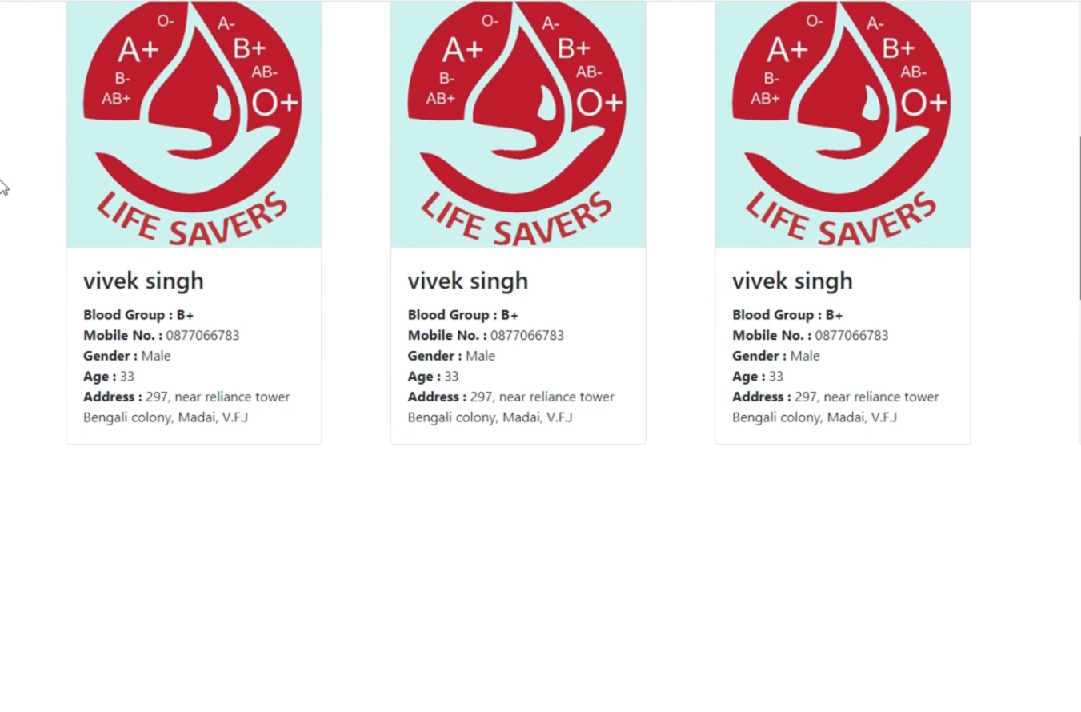 O- A-
A+ B+
B- AB-
AB+ O+
LIFE SAVERS
vivek singh
Blood Group : B+
Mobile No. : 0877066783
Gender : Male
Age : 33
Address : 297, near reliance tower
Bengali colony, Madai, V.F.J
O- A-
A+ B+
B- AB-
AB+ O+
LIFE SAVERS
vivek singh
Blood Group : B+
Mobile No. : 0877066783
Gender : Male
Age : 33
Address : 297, near reliance tower
Bengali colony, Madai, V.F.J
O- A-
A+ B+
B- AB-
AB+ O+
LIFE SAVERS
vivek singh
Blood Group : B+
Mobile No. : 0877066783
Gender : Male
Age : 33
Address : 297, near reliance tower
Bengali colony, Madai, V.F.J